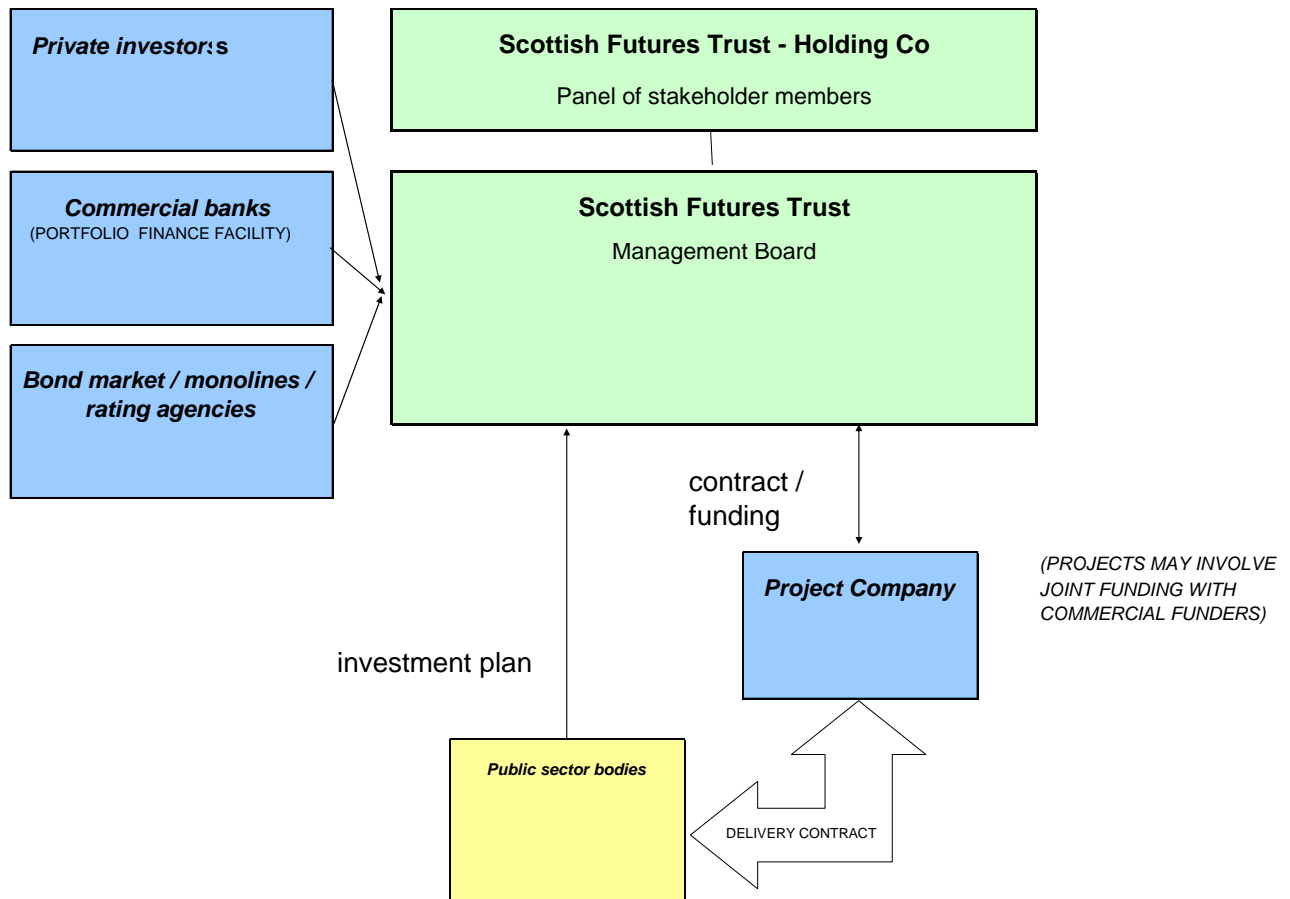 Private investors
Scottish Futures Trust - Holding Co
Panel of stakeholder members
Commercial banks
(PORTFOLIO FINANCE FACILITY)
Scottish Futures Trust
Management Board
Bond market / monolines /
rating agencies
contract /
funding
Project Company
(PROJECTS MAY INVOLVE
JOINT FUNDING WITH
COMMERCIAL FUNDERS)
investment plan
Public sector bodies
DELIVERY CONTRACT